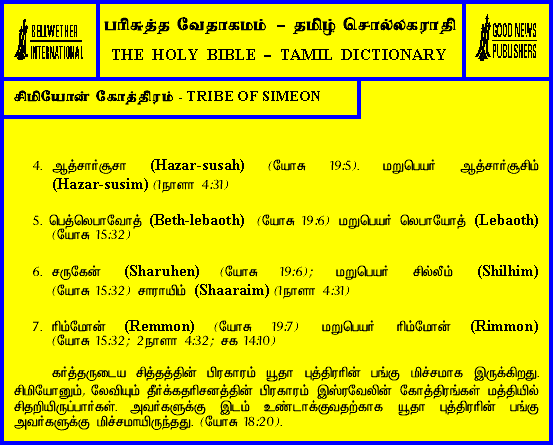 BELLWETHER
INTERNATIONAL
பரிசுத்த வேதாகமம் – தமிழ் சொல்லகராதி
THE HOLY BIBLE – TAMIL DICTIONARY
GOOD NEWS
PUBLISHERS
சிமியோன் கோத்திரம் - TRIBE OF SIMEON
4. ஆத்சார்சூசா (Hazar-susah) (யோசு 19:5). மறுபெயர் ஆத்சார்சூசிம்
(Hazar-susim) (1நாளா 4:31)
5. பெத்லெபாவோத் (Beth-lebaoth) (யோசு 19:6) மறுபெயர் லெபாயோத் (Lebaoth)
(யோசு 15:32)
6. சருகேன் (Sharuhen) (யோசு 19:6); மறுபெயர் சில்லீம் (Shilhim)
(யோசு 15:32) சாராயிம் (Shaaraim) (1நாளா 4:31)
7. ரிம்மோன் (Remmon) (யோசு 19:7) மறுபெயர் ரிம்மோன் (Rimmon)
(யோசு 15:32; 2நாளா 4:32; சக 14:10)
கர்த்தருடைய சித்தத்தின் பிரகாரம் யூதா புத்திரரின் பங்கு மிச்சமாக இருக்கிறது.
சிமியோனும், லேவியும் தீர்க்கதரிசனத்தின் பிரகாரம் இஸ்ரவேலின் கோத்திரங்கள் மத்தியில்
சிதறியிருப்பார்கள். அவர்களுக்கு இடம் உண்டாக்குவதற்காக யூதா புத்திரரின் பங்கு
அவர்களுக்கு மிச்சமாயிருந்தது. (யோசு 18:20).